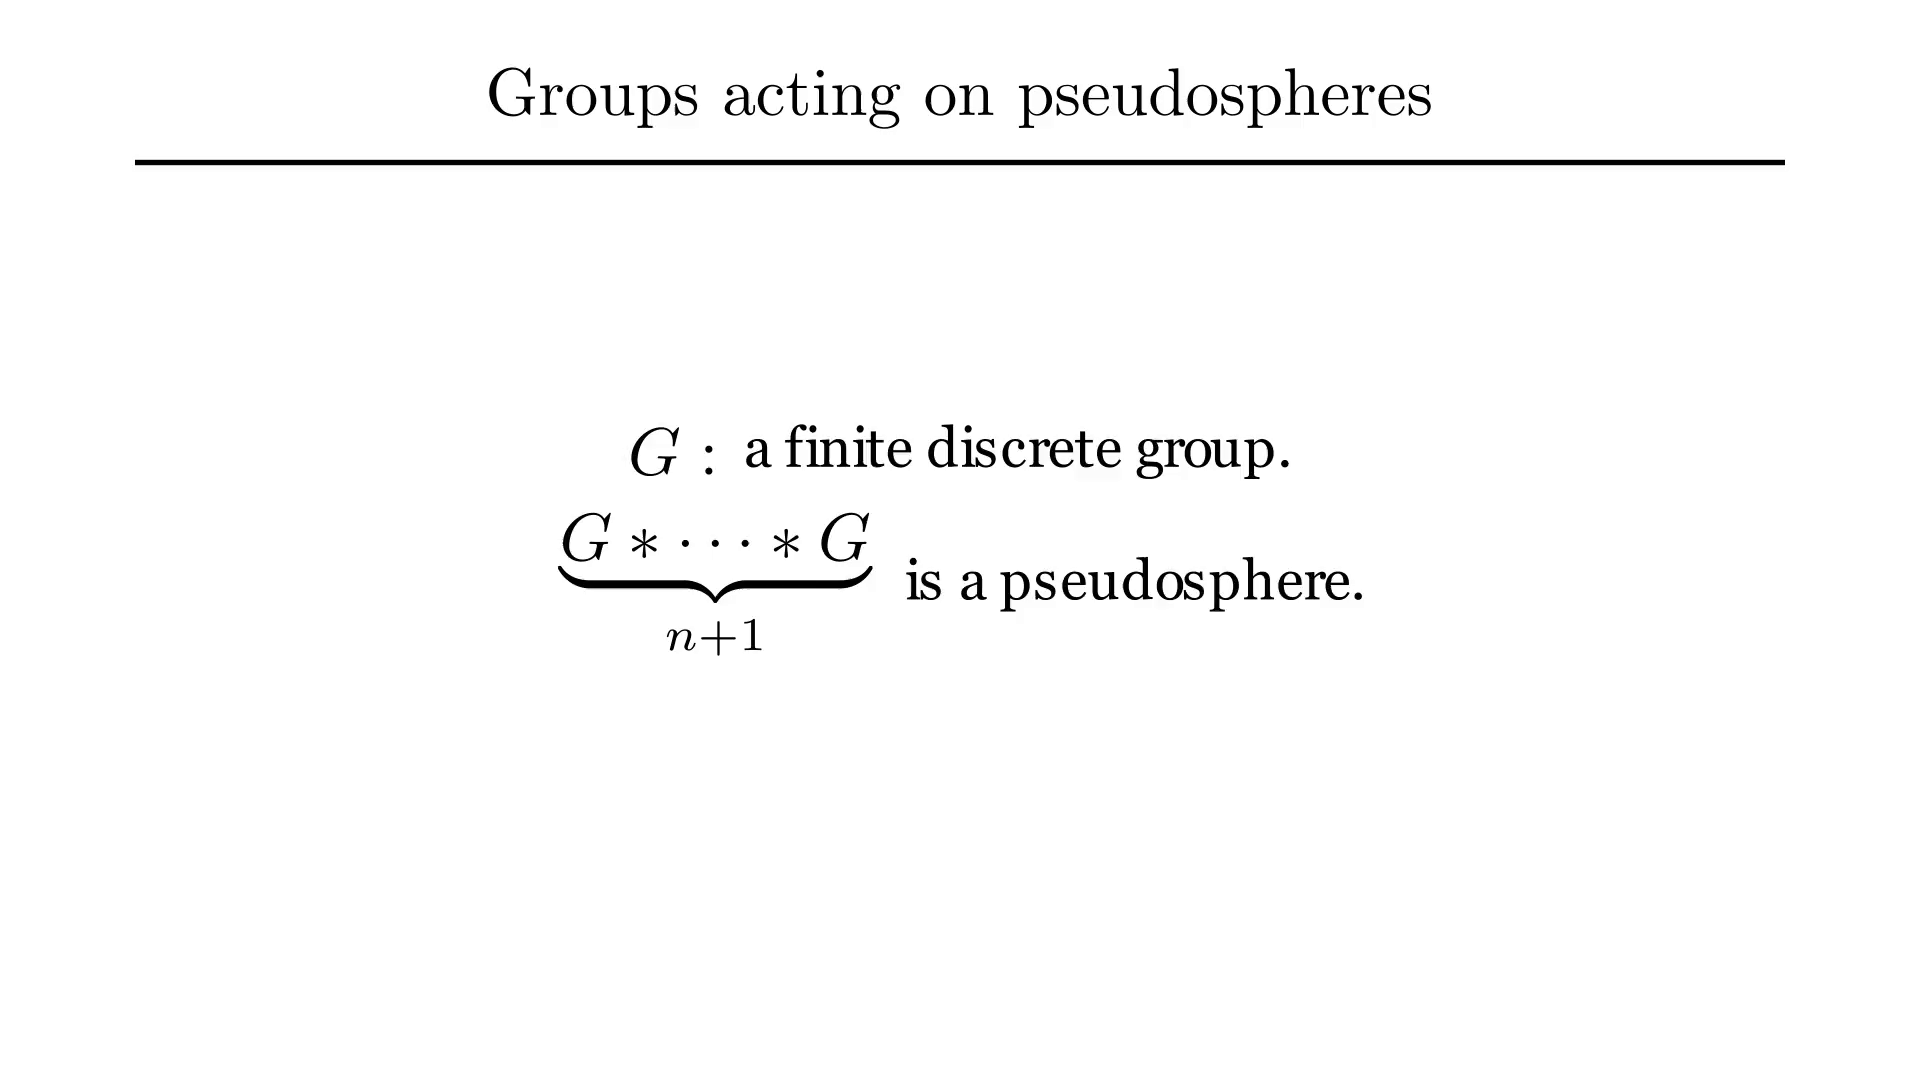 Groups acting on pseudospheres
G : a finite discrete group.
G * · · · * G is a pseudosphere.
n+1